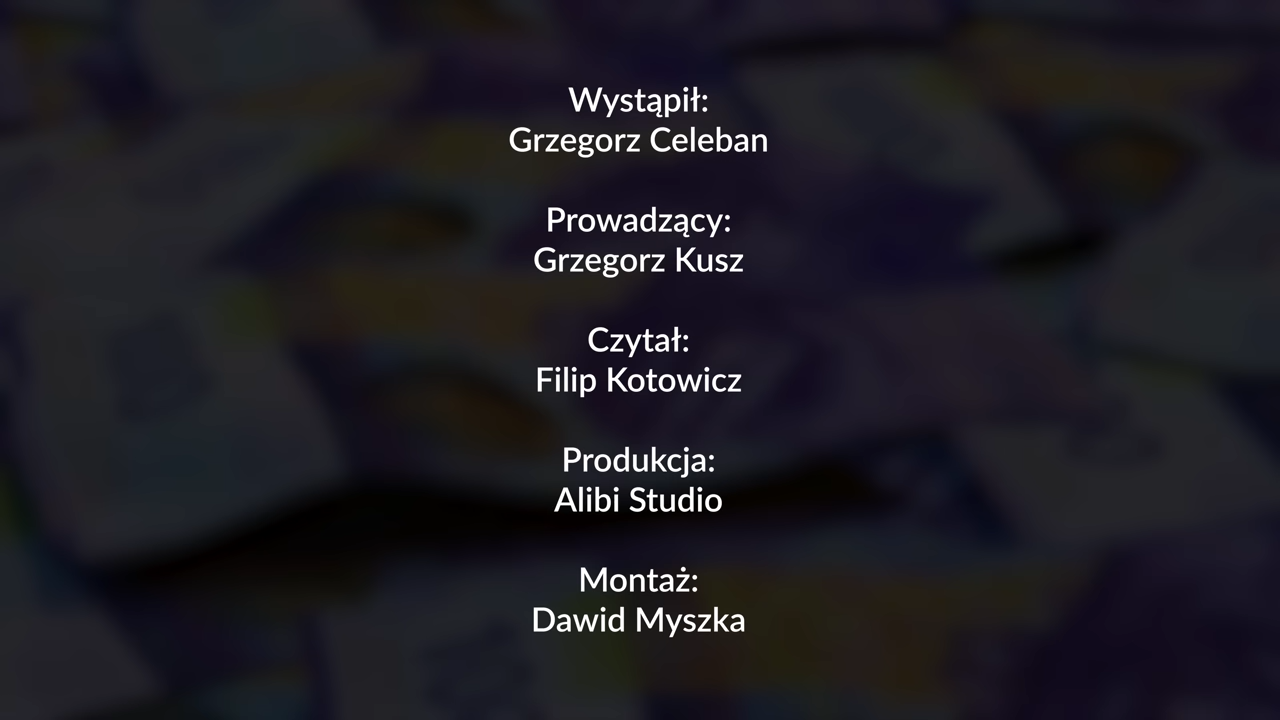 Wystąpił:
Grzegorz Celeban
Prowadzący:
Grzegorz Kusz
Czytał:
Filip Kotowicz
Produkcja:
Alibi Studio
Montaż:
Dawid Myszka